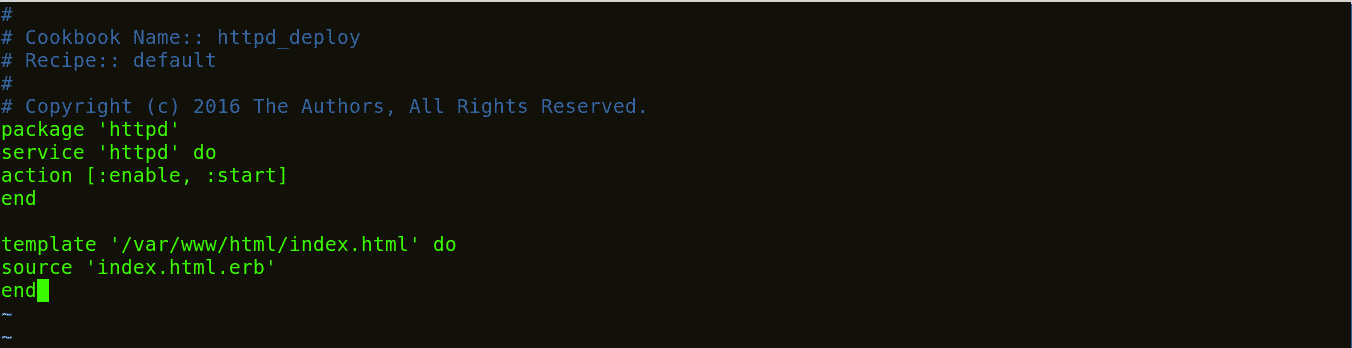 #
# Cookbook Name:: httpd_deploy
# Recipe:: default
#
# Copyright (c) 2016 The Authors, All Rights Reserved.
package 'httpd'
service 'httpd' do
action [:enable, :start]
end

template '/var/www/html/index.html' do
source 'index.html.erb'
end
~
~